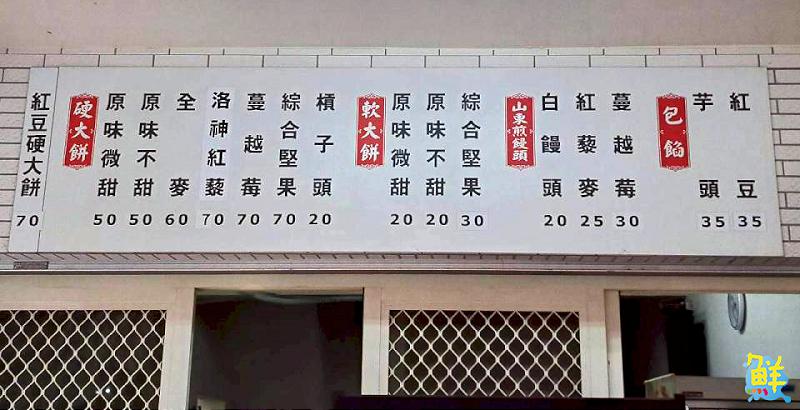 紅豆硬大餅 70
硬大餅
原味微甜 50
原味不甜 50
全麥 60
洛神紅藜 70
蔓越莓 70
綜合堅果 70
槓子頭 20
軟大餅
原味微甜 20
原味不甜 20
綜合堅果 30
山東煎饅頭
白饅頭 20
紅藜麥 25
蔓越莓 30
包餡
芋頭 35
紅豆 35
鮮